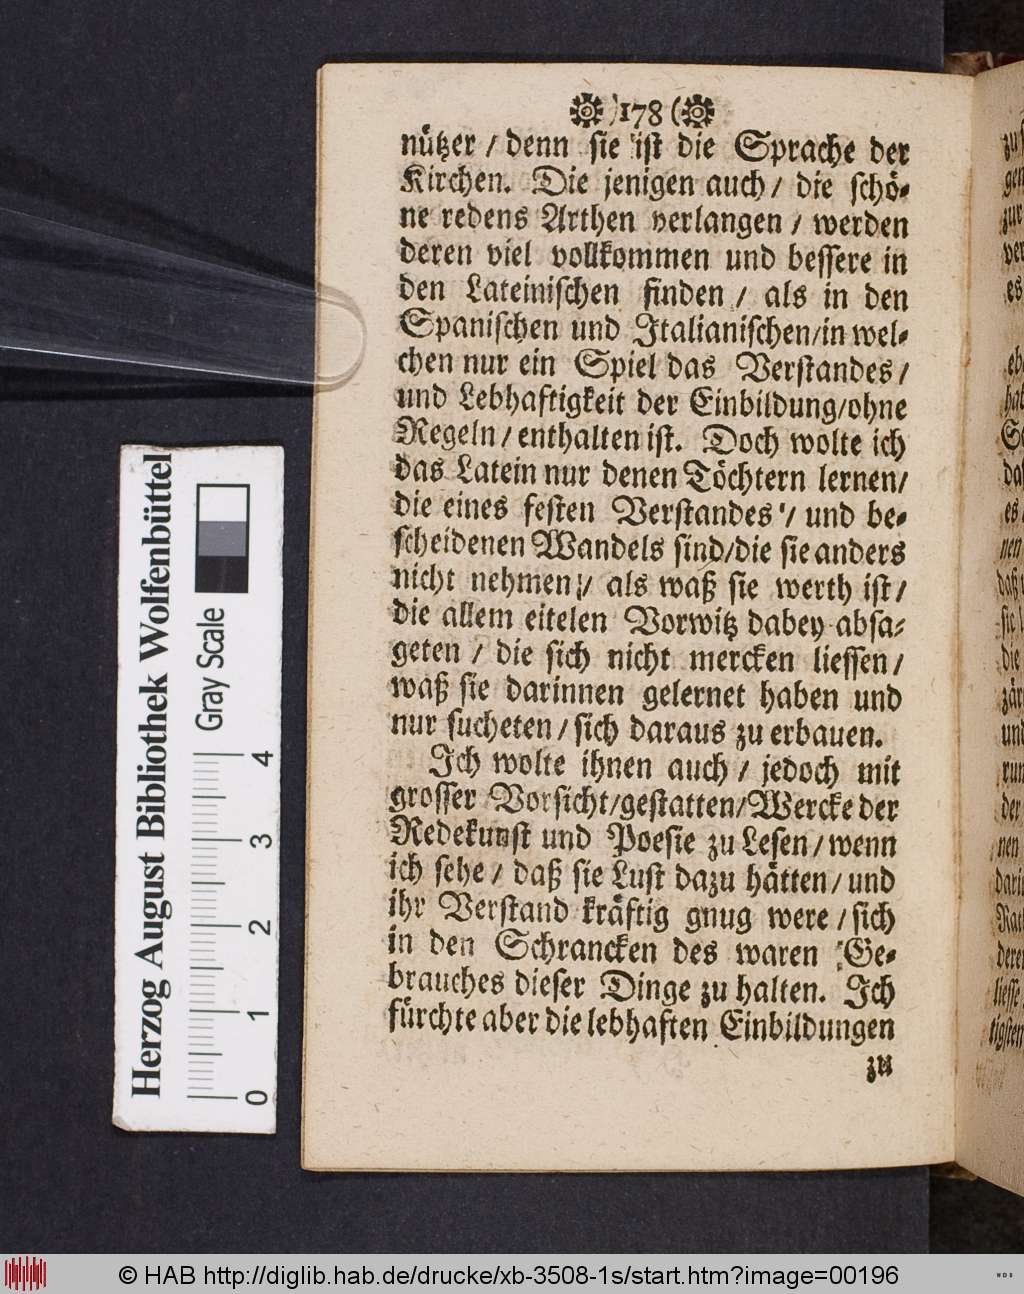 )178(
nützer / denn sie ist die Sprache der
Kirchen. Die jenigen auch / die schö-
ne redens Arthen verlangen / werden
deren viel vollkommen und bessere in
den Lateinischen finden / als in den
Spanischen und Italianischen/in wel-
chen nur ein Spiel das Verstandes /
und Lebhaftigkeit der Einbildung/ohne
Regeln / enthalten ist. Doch wolte ich
das Latein nur denen Töchtern lernen/
die eines festen Verstandes / und be-
scheidenen Wandels sind/die sie anders
nicht nehmen / als waß sie werth ist /
die allem eitelen Vorwitz dabey absa-
geten / die sich nicht mercken liessen /
waß sie darinnen gelernet haben und
nur sucheten / sich daraus zu erbauen.
Ich wolte ihnen auch / jedoch mit
grosser Vorsicht/gestatten/Wercke der
Redekunst und Poesie zu Lesen / wenn
ich sehe / daß sie Lust dazu hätten / und
ihr Verstand kräftig gnug were / sich
in den Schrancken des waren Ge-
brauches dieser Dinge zu halten. Ich
fürchte aber die lebhaften Einbildungen
zu
Herzog August Bibliothek Wolfenbüttel
Gray Scale
0 1 2 3 4
© HAB http://diglib.hab.de/drucke/xb-3508-1s/start.htm?image=00196